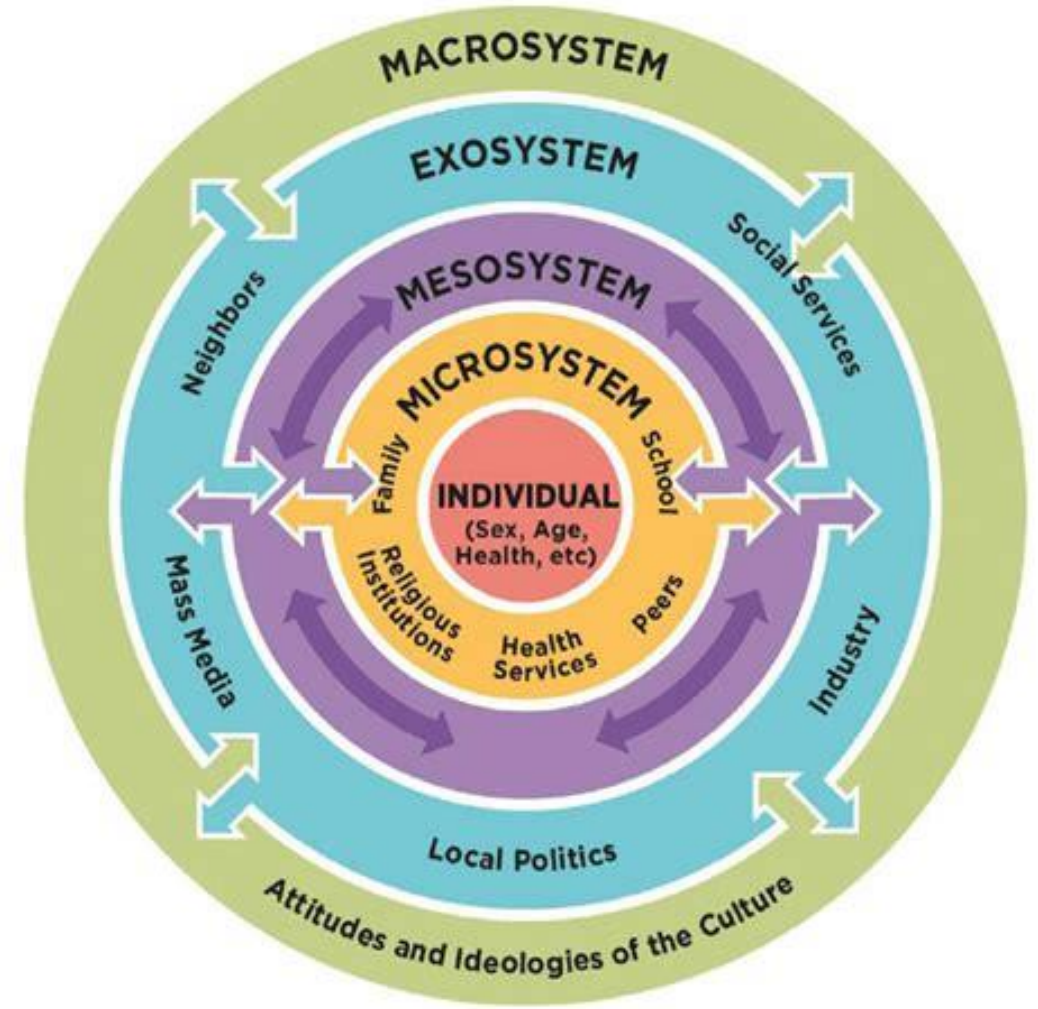 MACROSYSTEM
EXOSYSTEM
MESOSYSTEM
MICROSYSTEM
INDIVIDUAL
(Sex, Age,
Health, etc)
Family
School
Religious
Institutions
Health
Services
Peers
Neighbors
Social Services
Mass Media
Industry
Local Politics
Attitudes and Ideologies of the Culture